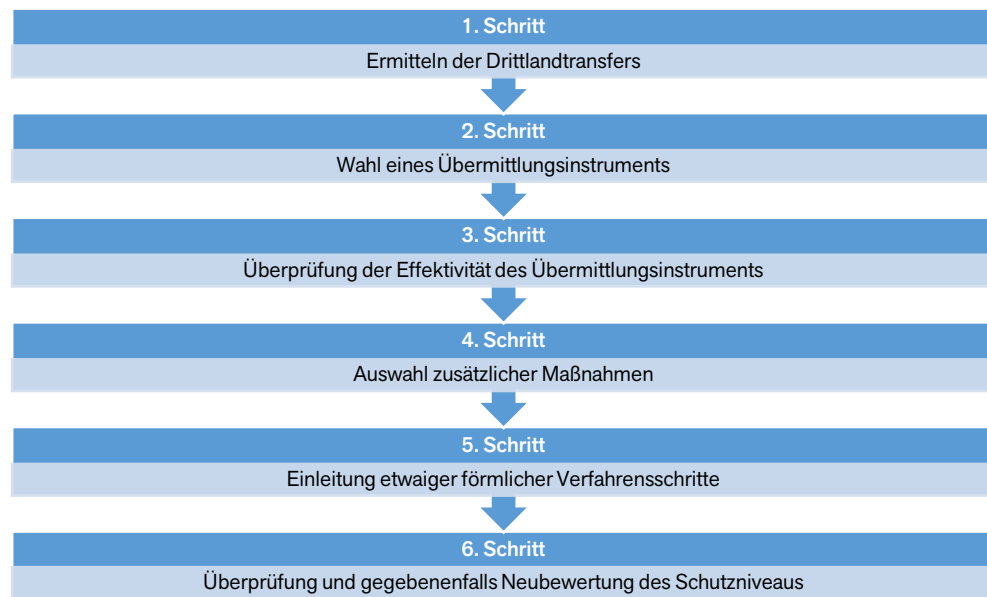 1. Schritt
Ermitteln der Drittlandtransfers
2. Schritt
Wahl eines Übermittlungsinstruments
3. Schritt
Überprüfung der Effektivität des Übermittlungsinstruments
4. Schritt
Auswahl zusätzlicher Maßnahmen
5. Schritt
Einleitung etwaiger förmlicher Verfahrensschritte
6. Schritt
Überprüfung und gegebenenfalls Neubewertung des Schutzniveaus